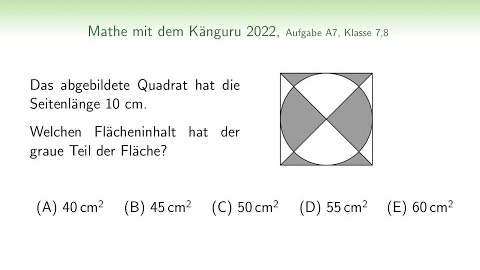 Mathe mit dem Känguru 2022, Aufgabe A7, Klasse 7,8
Das abgebildete Quadrat hat die
Seitenlänge 10 cm.
Welchen Flächeninhalt hat der
graue Teil der Fläche?
(A) 40 cm² (B) 45 cm² (C) 50 cm² (D) 55 cm² (E) 60 cm²